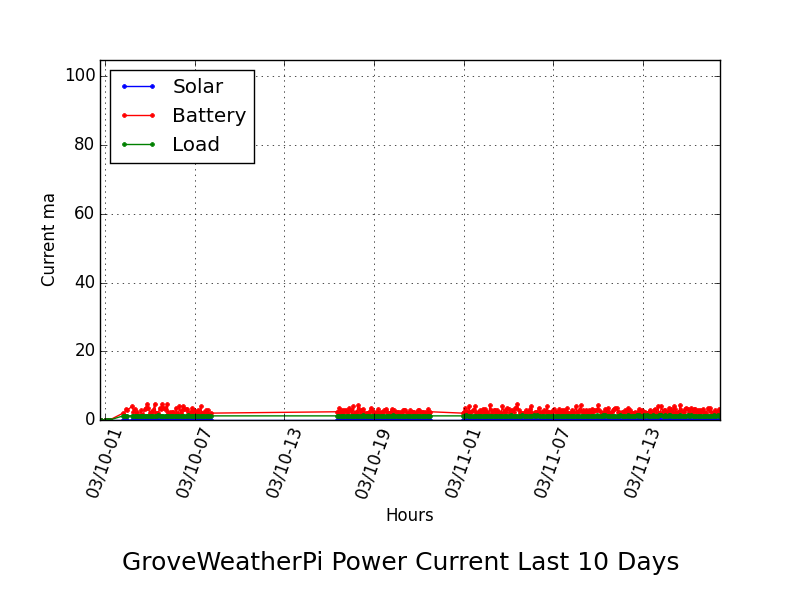 100
80
60
40
20
0
Current ma
Solar
Battery
Load
03/10-01
03/10-07
03/10-13
03/10-19
03/11-01
03/11-07
03/11-13
Hours
GroveWeatherPi Power Current Last 10 Days